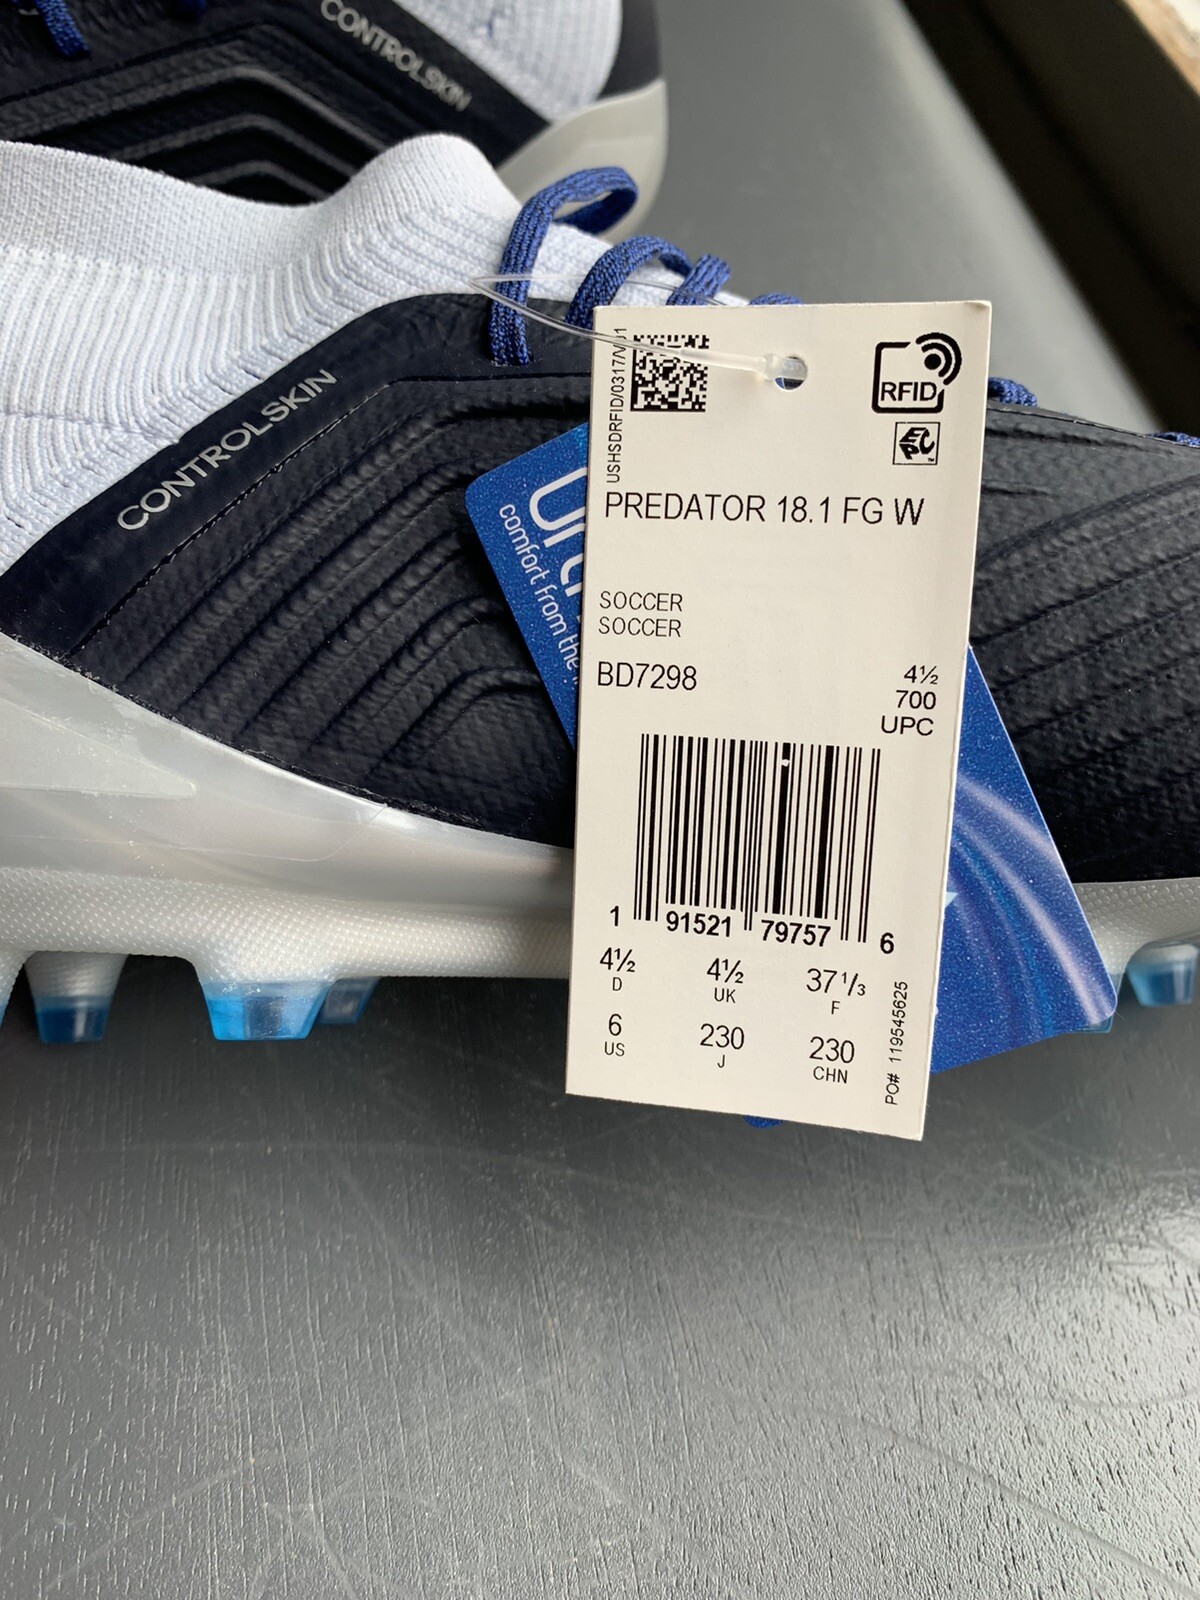 CONTROLSKIN
CONTROLSKIN
comfort from the
RFID
EPC
PREDATOR 18.1 FG W
SOCCER
SOCCER
BD7298
4½
700
UPC
1 91521 79757 6
4½ 4½ 37 1/3
D UK F
6 230 230
US J CHN
PO# 119545625